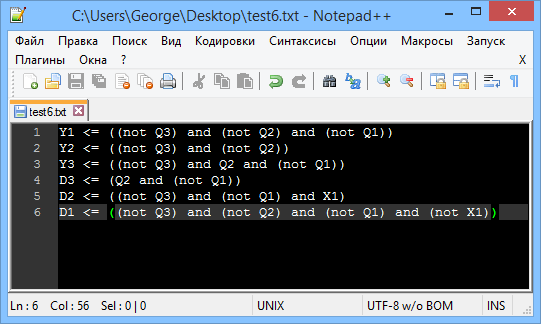 C:\Users\George\Desktop\test6.txt - Notepad++
Файл Правка Поиск Вид Кодировки Синтаксисы Опции Макросы Запуск
Плагины Окна ? X
test6.txt
1 Y1 <= ((not Q3) and (not Q2) and (not Q1))
2 Y2 <= ((not Q3) and (not Q2))
3 Y3 <= ((not Q3) and Q2 and (not Q1))
4 D3 <= (Q2 and (not Q1))
5 D2 <= ((not Q3) and (not Q1) and X1)
6 D1 <= ((not Q3) and (not Q2) and (not Q1) and (not X1))
Ln : 6 Col : 56 Sel : 0 | 0 UNIX UTF-8 w/o BOM INS